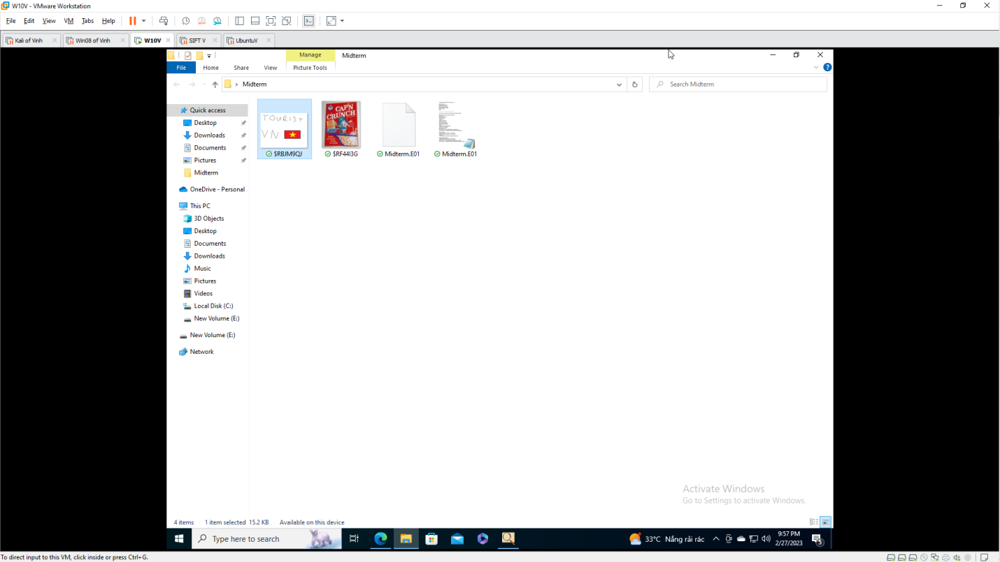 W10V - VMware Workstation
File Edit View VM Tabs Help
Kali of Vinh Win08 of Vinh W10V SIFT V UbuntuV
Manage Midterm
File Home Share View Picture Tools
Midterm
Search Midterm
Quick access
Desktop
Downloads
Documents
Pictures
Midterm
OneDrive - Personal
This PC
3D Objects
Desktop
Documents
Downloads
Music
Pictures
Videos
Local Disk (C:)
New Volume (E:)
New Volume (E:)
Network
TOURIST
VN
CAP'N
CRUNCH
$RBJM9QJ $RF44I3G Midterm.E01 Midterm.E01
Activate Windows
Go to Settings to activate Windows.
4 items 1 item selected 15.2 KB Available on this device
Type here to search
33°C Nắng rải rác
9:57 PM
2/27/2023
5
To direct input to this VM, click inside or press Ctrl+G.